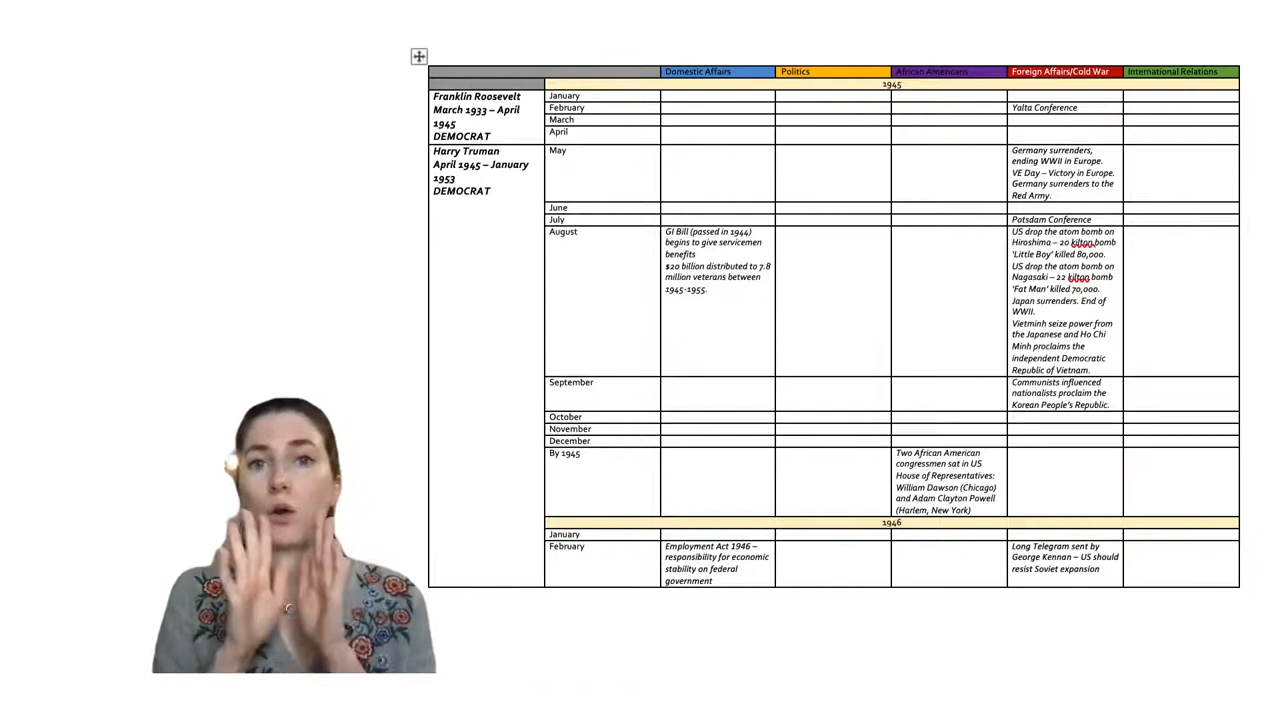 Domestic Affairs
Politics
African Americans
Foreign Affairs/Cold War
International Relations
1945
Franklin Roosevelt
March 1933 – April
1945
DEMOCRAT
January
February
Yalta Conference
March
April
Harry Truman
April 1945 – January
1953
DEMOCRAT
May
Germany surrenders,
ending WWII in Europe.
VE Day – Victory in Europe.
Germany surrenders to the
Red Army.
June
July
Potsdam Conference
August
GI Bill (passed in 1944)
begins to give servicemen
benefits
$20 billion distributed to 7.8
million veterans between
1945-1955.
US drop the atom bomb on
Hiroshima – 20 kilton bomb
'Little Boy' killed 80,000.
US drop the atom bomb on
Nagasaki – 22 kilton bomb
'Fat Man' killed 70,000.
Japan surrenders. End of
WWII.
Vietminh seize power from
the Japanese and Ho Chi
Minh proclaims the
independent Democratic
Republic of Vietnam.
September
Communists influenced
nationalists proclaim the
Korean People's Republic.
October
November
December
By 1945
Two African American
congressmen sat in US
House of Representatives:
William Dawson (Chicago)
and Adam Clayton Powell
(Harlem, New York)
1946
January
February
Employment Act 1946 –
responsibility for economic
stability on federal
government
Long Telegram sent by
George Kennan – US should
resist Soviet expansion